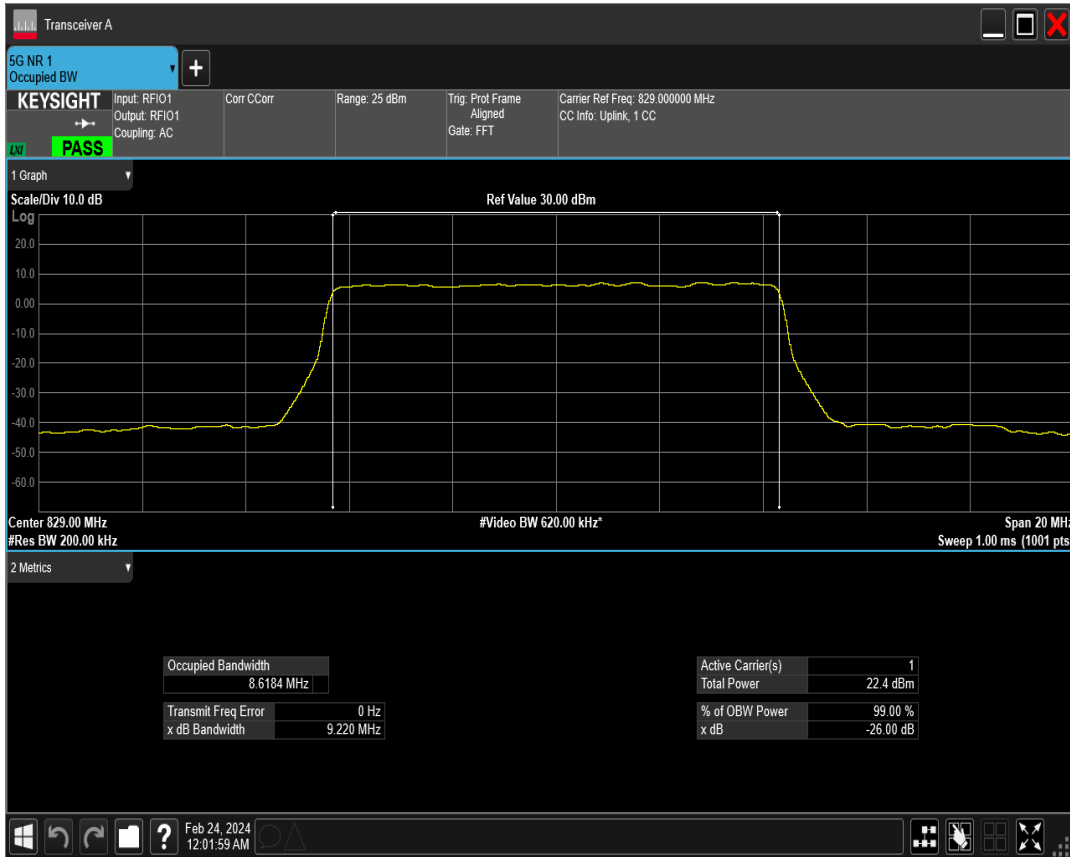 Transceiver A
5G NR 1
Occupied BW
KEYSIGHT
Input: RFIO1
Output: RFIO1
Coupling: AC
Corr CCorr
Range: 25 dBm
Trig: Prot Frame
Aligned
Gate: FFT
Carrier Ref Freq: 829.000000 MHz
CC Info: Uplink, 1 CC
LXI
PASS
1 Graph
Scale/Div 10.0 dB
Ref Value 30.00 dBm
Log
20.0
10.0
0.00
-10.0
-20.0
-30.0
-40.0
-50.0
-60.0
Center 829.00 MHz
#Video BW 620.00 kHz*
Span 20 MHz
#Res BW 200.00 kHz
Sweep 1.00 ms (1001 pts
2 Metrics
Occupied Bandwidth
8.6184 MHz
Transmit Freq Error 0 Hz
x dB Bandwidth 9.220 MHz
Active Carrier(s) 1
Total Power 22.4 dBm
% of OBW Power 99.00 %
x dB -26.00 dB
?
Feb 24, 2024
12:01:59 AM